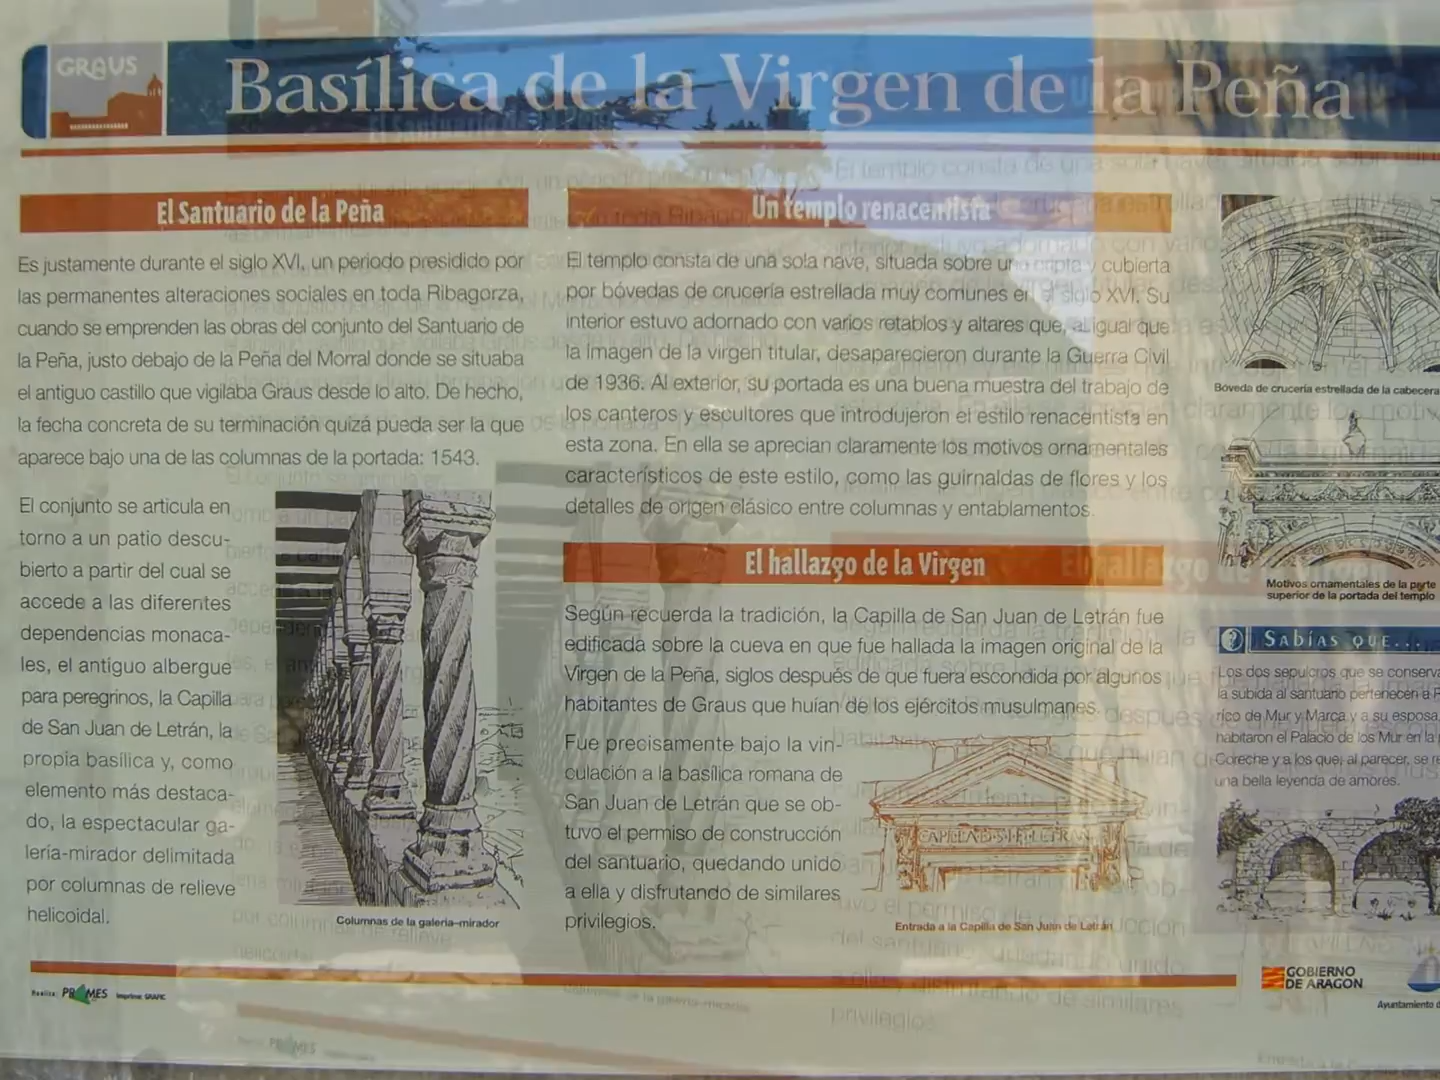 GRAUS
Basílica de la Virgen de la Peña
El Santuario de la Peña
Es justamente durante el siglo XVI, un periodo presidido por
las permanentes alteraciones sociales en toda Ribagorza,
cuando se emprenden las obras del conjunto del Santuario de
la Peña, justo debajo de la Peña del Morral donde se situaba
el antiguo castillo que vigilaba Graus desde lo alto. De hecho,
la fecha concreta de su terminación quizá pueda ser la que
aparece bajo una de las columnas de la portada: 1543.
El conjunto se articula en
torno a un patio descu-
bierto a partir del cual se
accede a las diferentes
dependencias monaca-
les, el antiguo albergue
para peregrinos, la Capilla
de San Juan de Letrán, la
propia basílica y, como
elemento más destaca-
do, la espectacular ga-
lería-mirador delimitada
por columnas de relieve
helicoidal.
Columnas de la galería-mirador
Un templo renacentista
El templo consta de una sola nave, situada sobre una cripta y cubierta
por bóvedas de crucería estrellada muy comunes en el siglo XVI. Su
interior estuvo adornado con varios retablos y altares que, al igual que
la imagen de la virgen titular, desaparecieron durante la Guerra Civil
de 1936. Al exterior, su portada es una buena muestra del trabajo de
los canteros y escultores que introdujeron el estilo renacentista en
esta zona. En ella se aprecian claramente los motivos ornamentales
característicos de este estilo, como las guirnaldas de flores y los
detalles de origen clásico entre columnas y entablamentos.
El hallazgo de la Virgen
Según recuerda la tradición, la Capilla de San Juan de Letrán fue
edificada sobre la cueva en que fue hallada la imagen original de la
Virgen de la Peña, siglos después de que fuera escondida por algunos
habitantes de Graus que huían de los ejércitos musulmanes.
Fue precisamente bajo la vin-
culación a la basílica romana de
San Juan de Letrán que se ob-
tuvo el permiso de construcción
del santuario, quedando unido
a ella y disfrutando de similares
privilegios.
Entrada a la Capilla de San Juan de Letrán
Bóveda de crucería estrellada de la cabecera
Motivos ornamentales de la parte
superior de la portada del templo
Sabías que...
Los dos sepulcros que se conserva
la subida al santuario pertenecen a
rico de Mur y Marca y a su esposa,
habitaron el Palacio de los Mur en la
Coreche y a los que, al parecer, se
una bella leyenda de amores.
Realiza: PRAMES Imprime: GRAFIC
GOBIERNO
DE ARAGON
Ayuntamiento